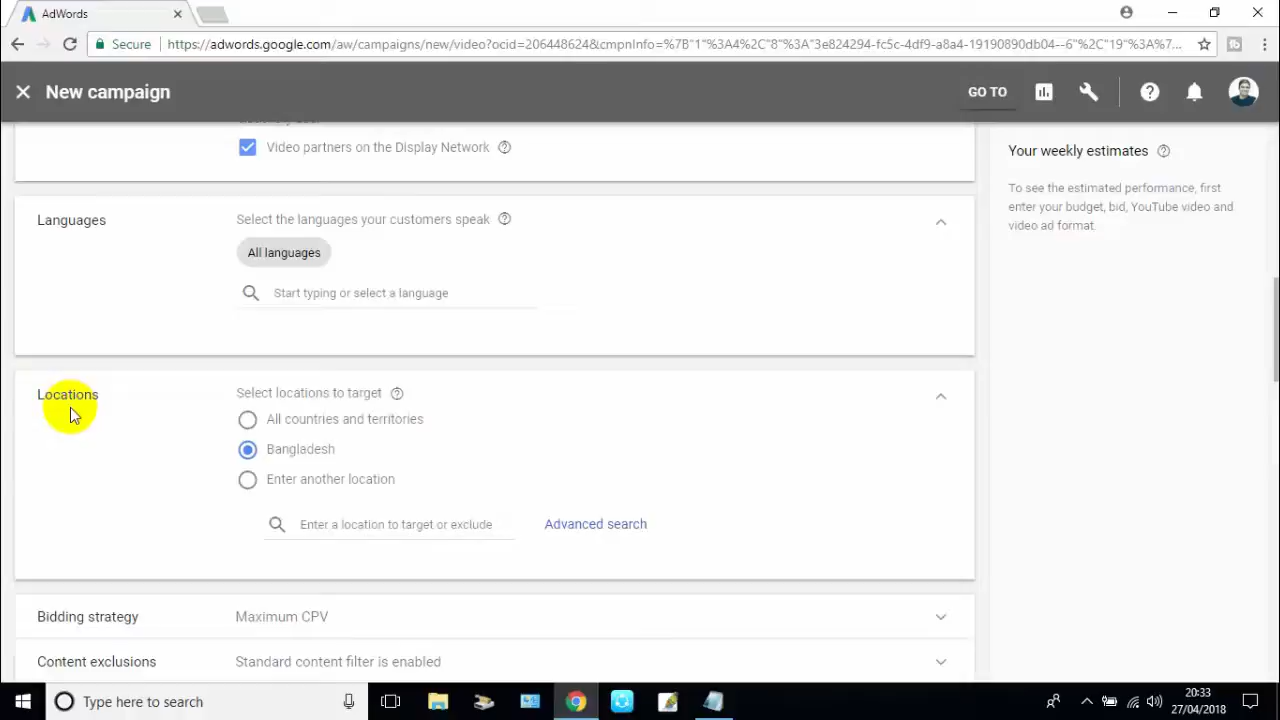 AdWords
Secure
https://adwords.google.com/aw/campaigns/new/video?ocid=206448624&cmpnInfo=%7B"1"%3A4%2C"8"%3A"3e824294-fc5c-4df9-a8a4-19190890db04--6"%2C"19"%3A%7...
New campaign
GO TO
Video partners on the Display Network
Your weekly estimates
To see the estimated performance, first
enter your budget, bid, YouTube video and
video ad format.
Languages
Select the languages your customers speak
All languages
Start typing or select a language
Locations
Select locations to target
All countries and territories
Bangladesh
Enter another location
Enter a location to target or exclude
Advanced search
Bidding strategy
Maximum CPV
Content exclusions
Standard content filter is enabled
Type here to search
20:33
27/04/2018